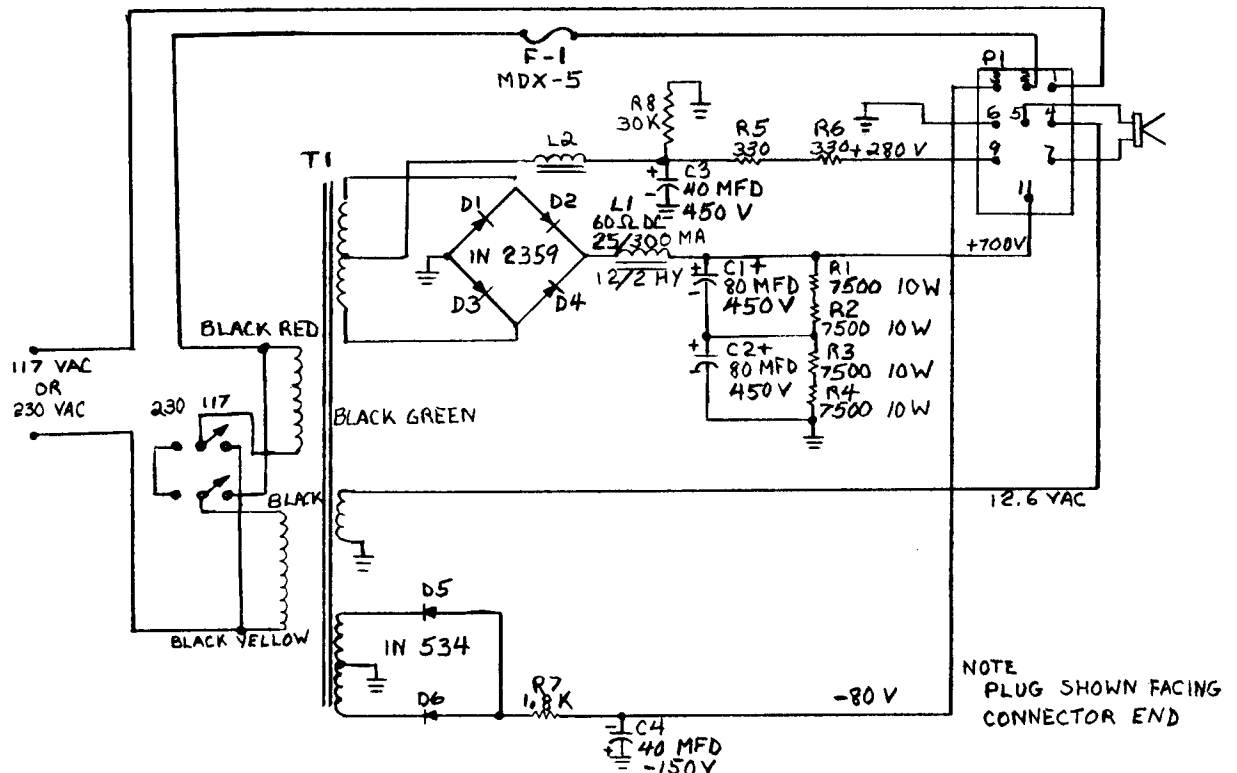 F-1
MDX-5
P1
3 2 1
6 5 4
9 7
11
R8
30K
L2
R5
330
R6
330
+280 V
T1
+
-
C3
40 MFD
450 V
D1
D2
IN 2359
D3
D4
L1
60Ω DC
25/300 MA
12/2 HY
+700V
+
-
C1+
80 MFD
450V
R1
7500 10W
R2
7500 10W
+
-
C2+
80 MFD
450V
R3
7500 10W
R4
7500 10W
BLACK RED
117 VAC
OR
230 VAC
230 117
BLACK GREEN
BLACK
12.6 VAC
BLACK YELLOW
D5
IN 534
D6
R7
1.8 K
-80 V
-
+
C4
40 MFD
-150V
NOTE
PLUG SHOWN FACING
CONNECTOR END